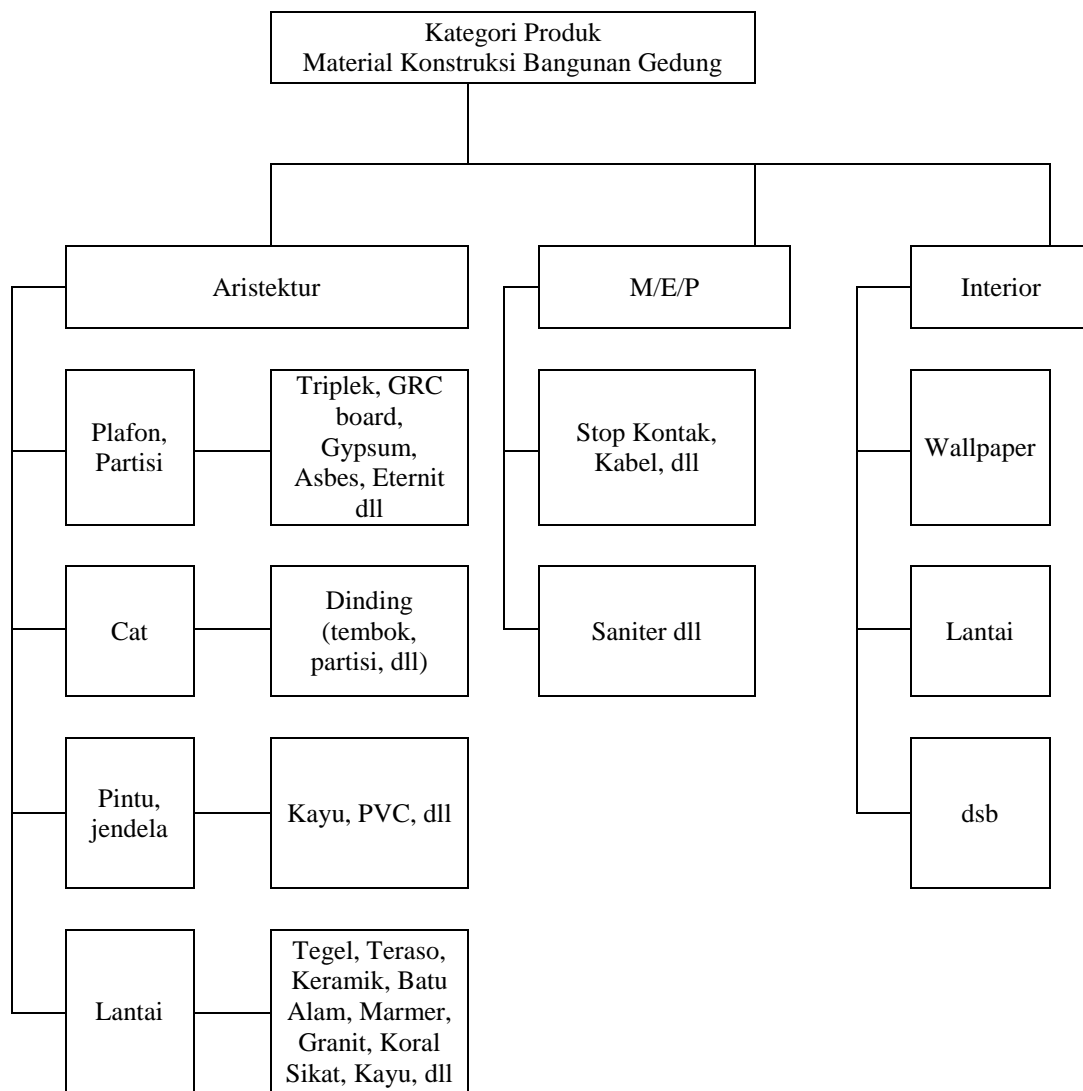 Kategori Produk
Material Konstruksi Bangunan Gedung
Aristektur
M/E/P
Interior
Plafon,
Partisi
Triplek, GRC
board,
Gypsum,
Asbes, Eternit
dll
Stop Kontak,
Kabel, dll
Wallpaper
Cat
Dinding
(tembok,
partisi, dll)
Saniter dll
Lantai
Pintu,
jendela
Kayu, PVC, dll
dsb
Lantai
Tegel, Teraso,
Keramik, Batu
Alam, Marmer,
Granit, Koral
Sikat, Kayu, dll